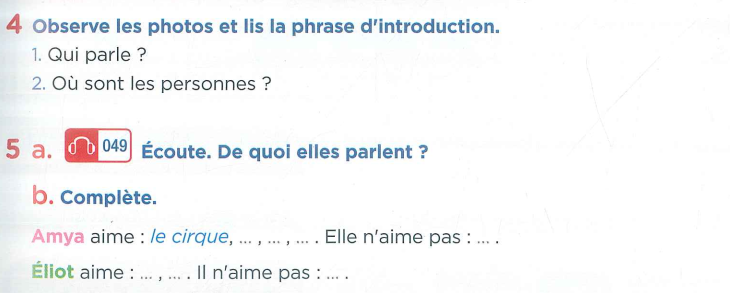 4 Observe les photos et lis la phrase d'introduction.
1. Qui parle ?
2. Où sont les personnes ?
5 a. 049 Écoute. De quoi elles parlent ?
b. Complète.
Amya aime : le cirque, ... , ... , ... . Elle n'aime pas : ... .
Éliot aime : ... , ... . Il n'aime pas : ... .